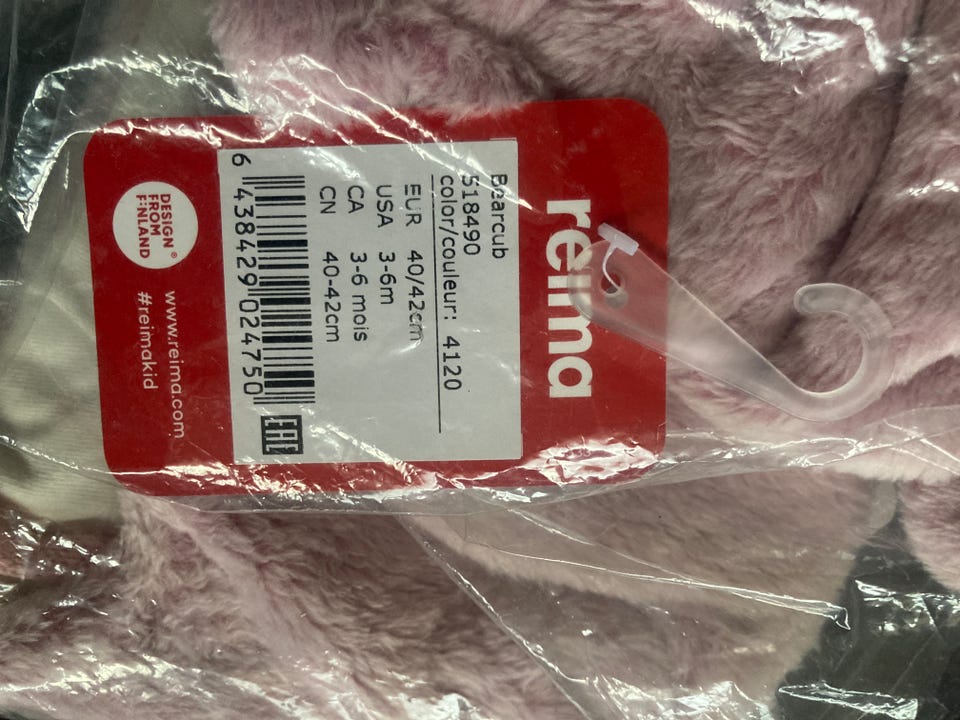 reima
Bearcub
518490
color/couleur: 4120
EUR 40/42cm
USA 3-6m
CA 3-6 mois
CN 40-42cm
6 438429 024750
EAC
DESIGN
FROM
FINLAND
®
www.reima.com
#reimakid